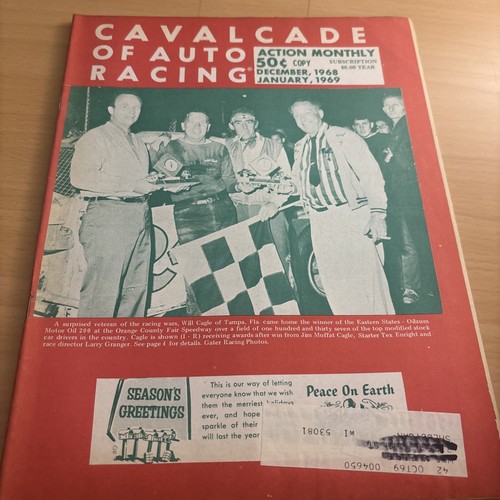 CAVALCADE
OF AUTO
RACING
ACTION MONTHLY
50¢ COPY
SUBSCRIPTION
$6.00 YEAR
DECEMBER, 1968
JANUARY, 1969
A surprised veteran of the racing wars, Will Cagle of Tampa, Fla. came home the winner of the Eastern States - Oilzum
Motor Oil 200 at the Orange County Fair Speedway over a field of one hundred and thirty seven of the top modified stock
car drivers in the country. Cagle is shown (l - R) receiving awards after win from Jim Moffat Cagle, Starter Tex Enright and
race director Larry Granger. See page 4 for details. Gater Racing Photos.
SEASON'S
GREETINGS
This is our way of letting
everyone know that we wish
them the merriest holidays
ever, and hope
sparkle of their
will last the year
Peace On Earth
WI 53081
42 OCT69 004650